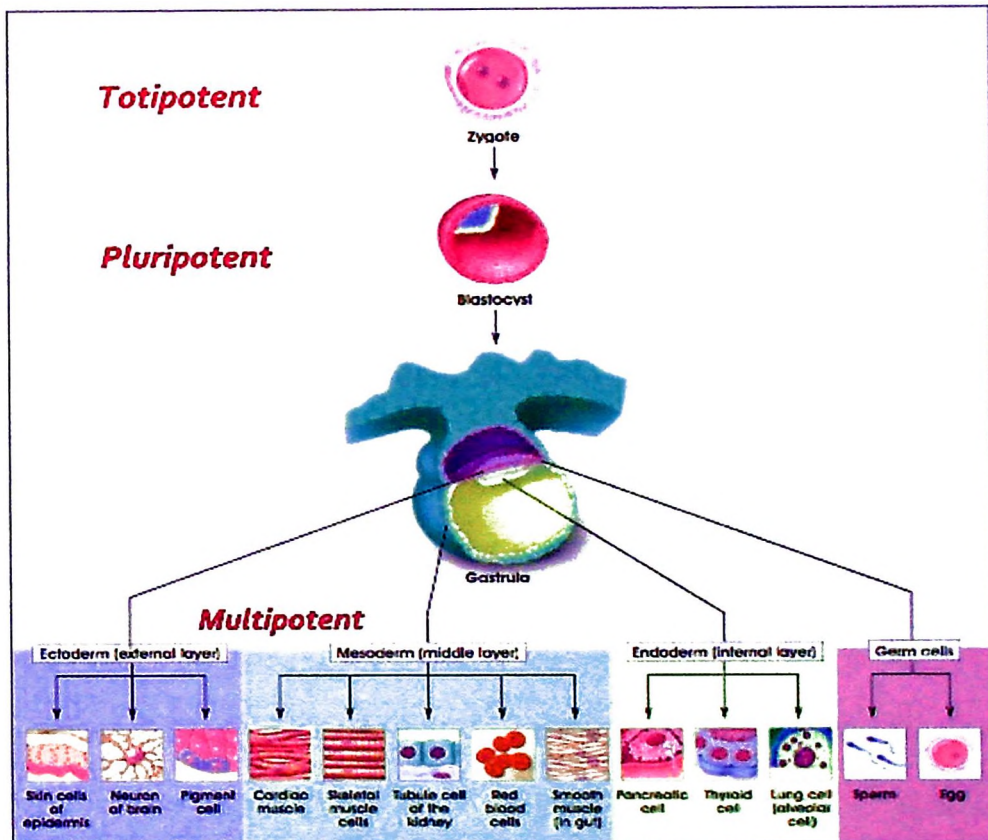 Totipotent
Zygote
Pluripotent
Blastocyst
Gastrula
Multipotent
Ectoderm (external layer)
Mesoderm (middle layer)
Endoderm (internal layer)
Germ cells
Skin cells
of
epidermis
Neuron
of brain
Pigment
cell
Cardiac
muscle
Skeletal
muscle
cells
Tubule cell
of the
kidney
Red
blood
cells
Smooth
muscle
(in gut)
Pancreatic
cell
Thyroid
cell
Lung cell
(alveolar
cell)
Sperm
Egg